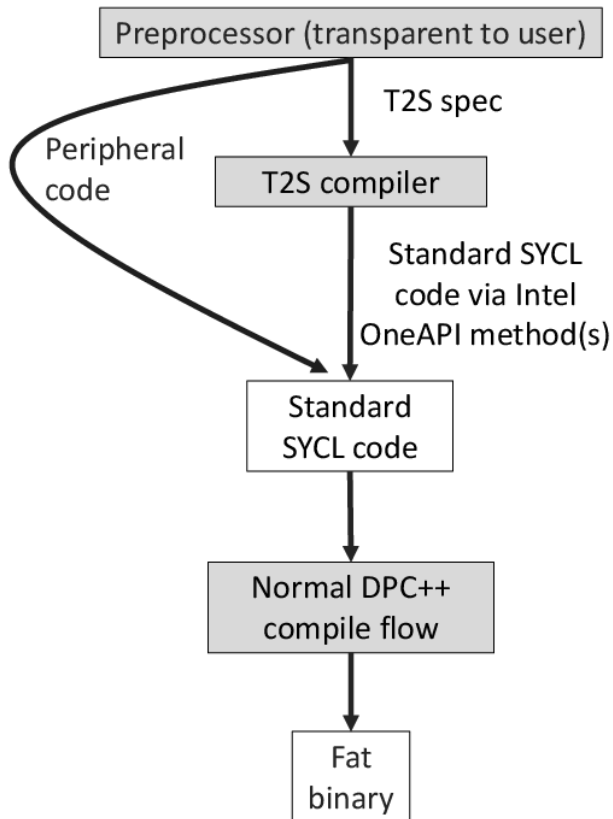 Preprocessor (transparent to user)
T2S spec
Peripheral
code
T2S compiler
Standard SYCL
code via Intel
OneAPI method(s)
Standard
SYCL code
Normal DPC++
compile flow
Fat
binary